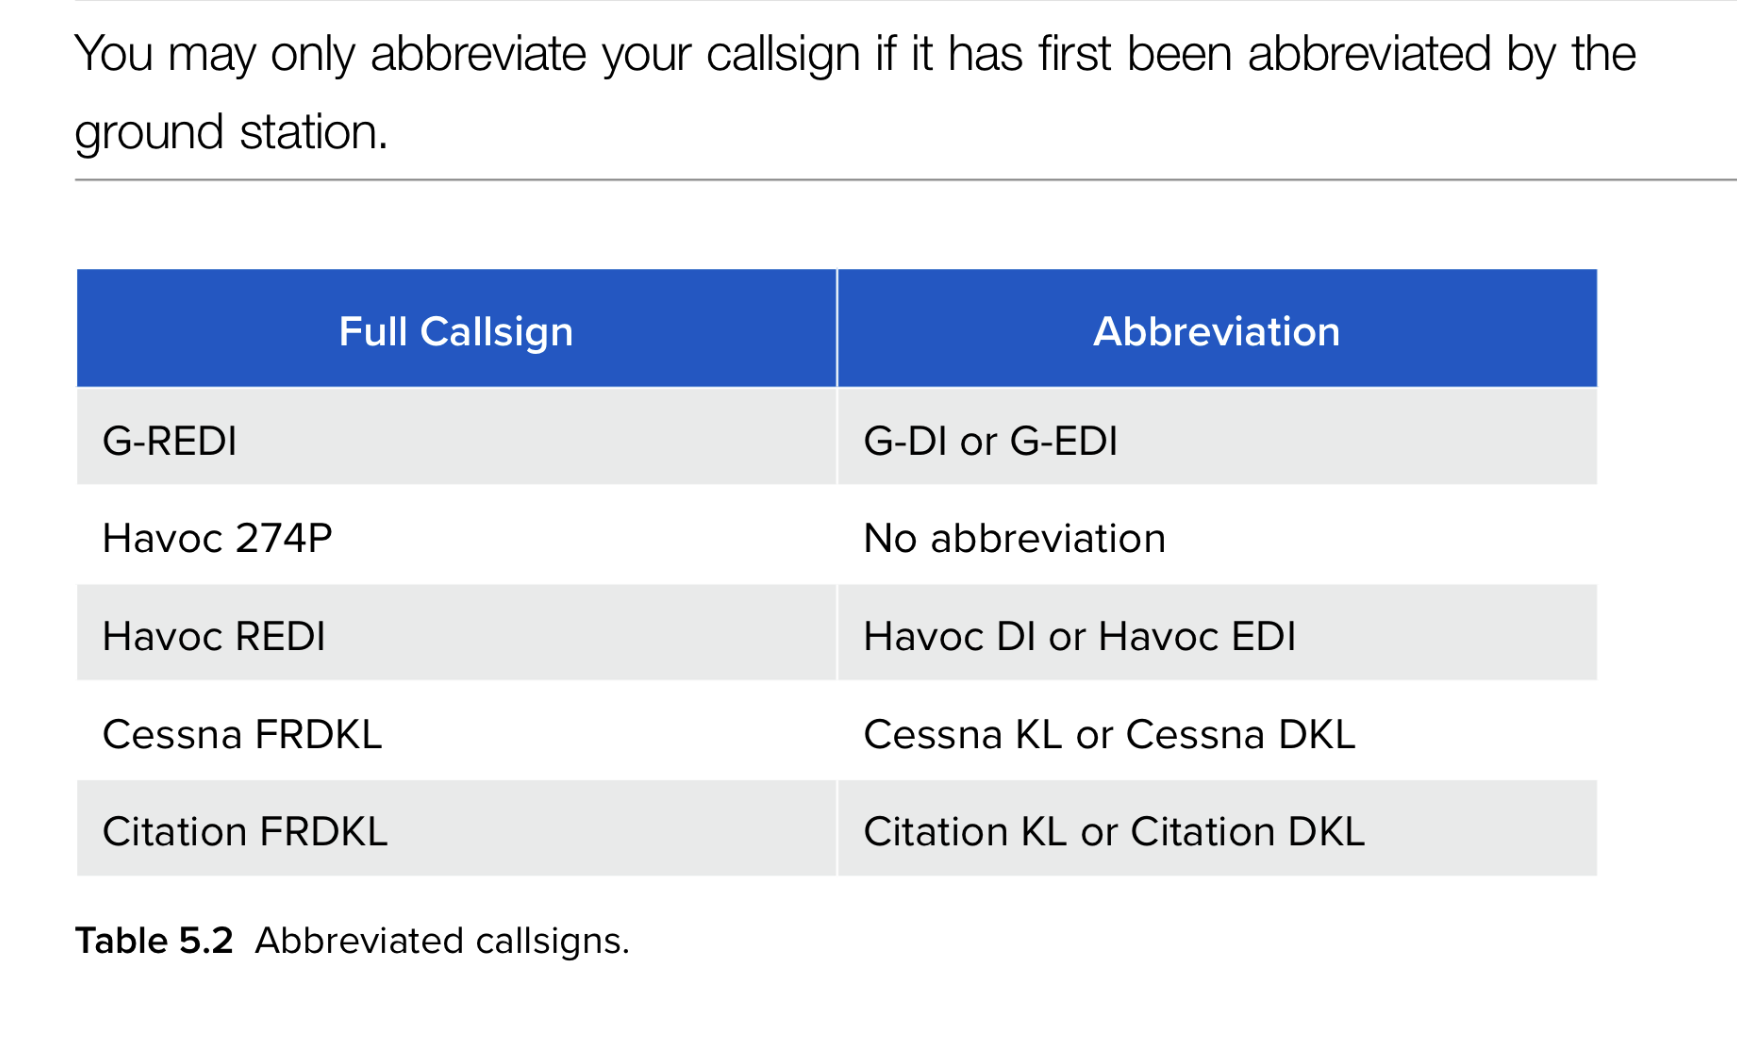 You may only abbreviate your callsign if it has first been abbreviated by the
ground station.
Full Callsign Abbreviation
G-REDI G-DI or G-EDI
Havoc 274P No abbreviation
Havoc REDI Havoc DI or Havoc EDI
Cessna FRDKL Cessna KL or Cessna DKL
Citation FRDKL Citation KL or Citation DKL
Table 5.2 Abbreviated callsigns.